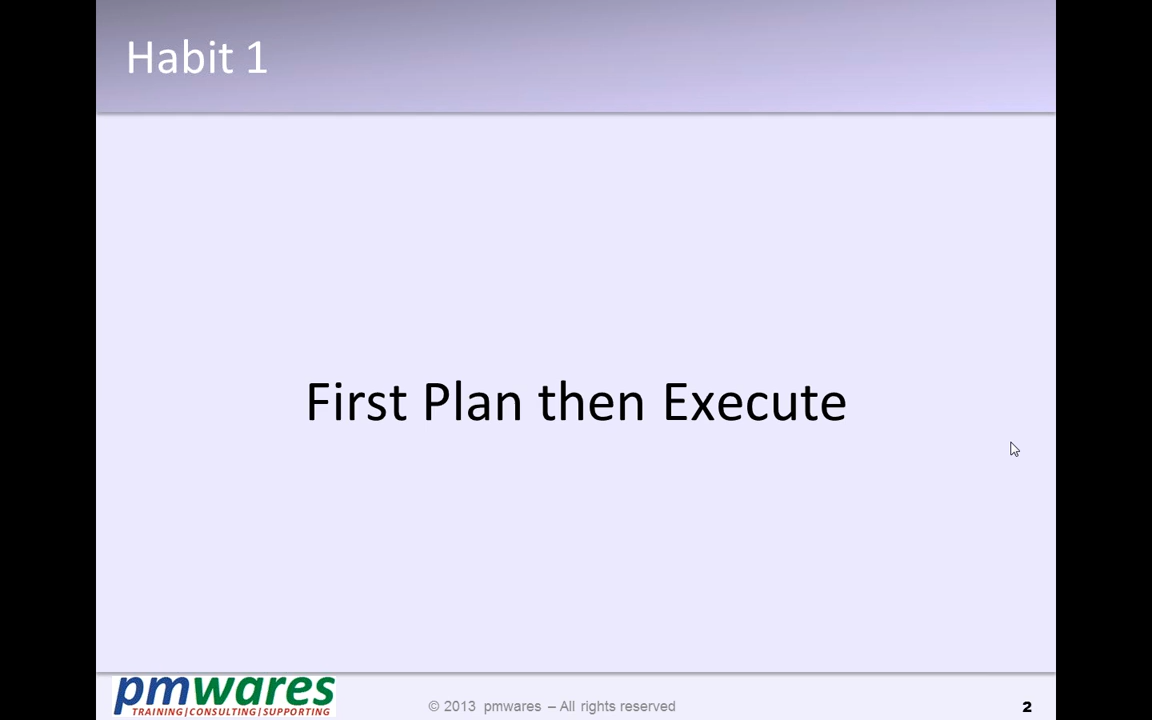 Habit 1
First Plan then Execute
pmwares
TRAINING|CONSULTING|SUPPORTING
© 2013 pmwares – All rights reserved
2